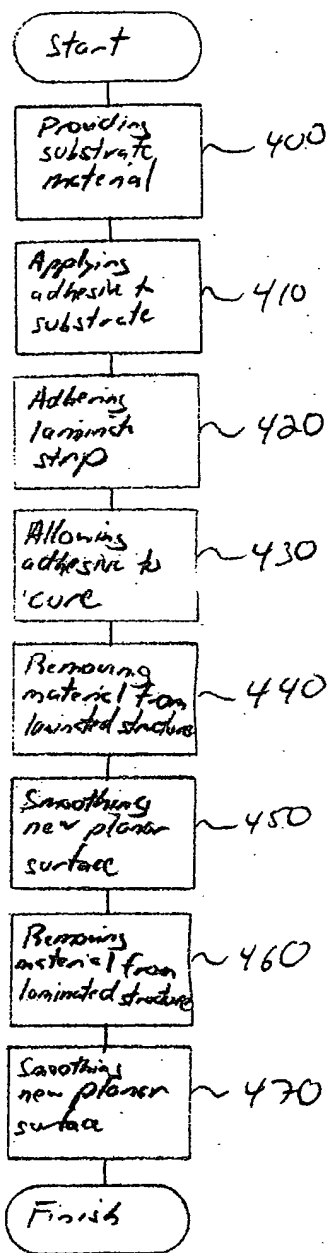 Start
Providing
substrate
material
400
Applying
adhesive to
substrate
410
Adhering
laminate
strip
420
Allowing
adhesive to
cure
430
Removing
material from
laminated structure
440
Smoothing
new planar
surface
450
Removing
material from
laminated structure
460
Smoothing
new planar
surface
470
Finish